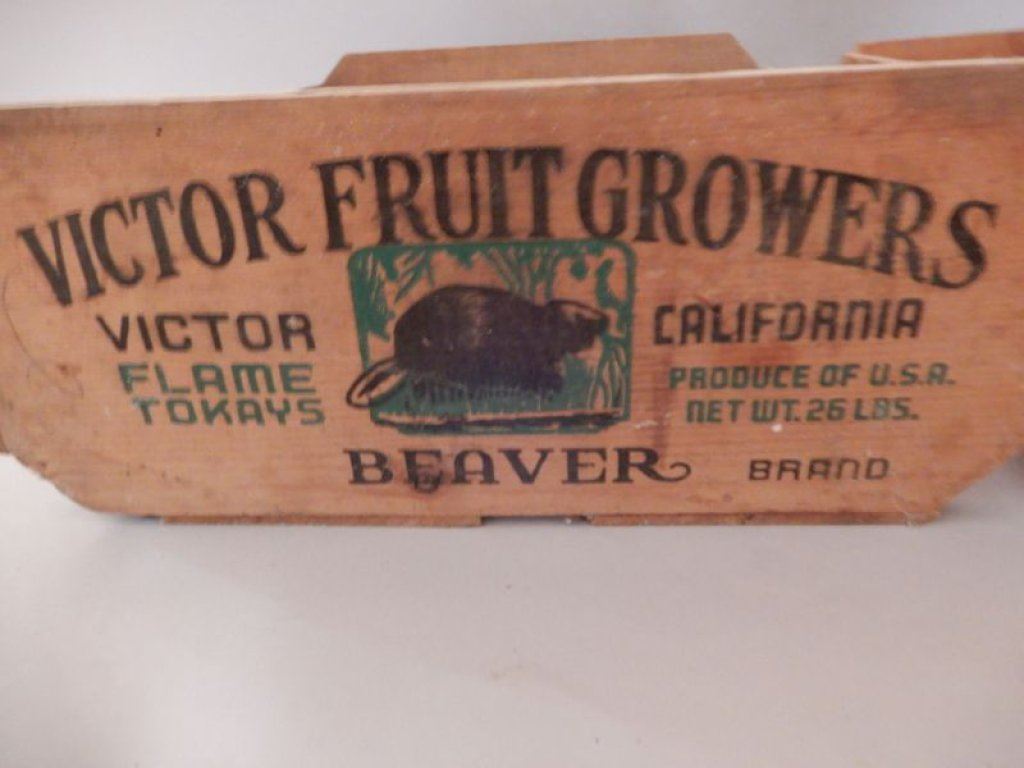 VICTOR FRUIT GROWERS
VICTOR
FLAME
TOKAYS
CALIFORNIA
PRODUCE OF U.S.A.
NET WT. 26 LBS.
BEAVER BRAND